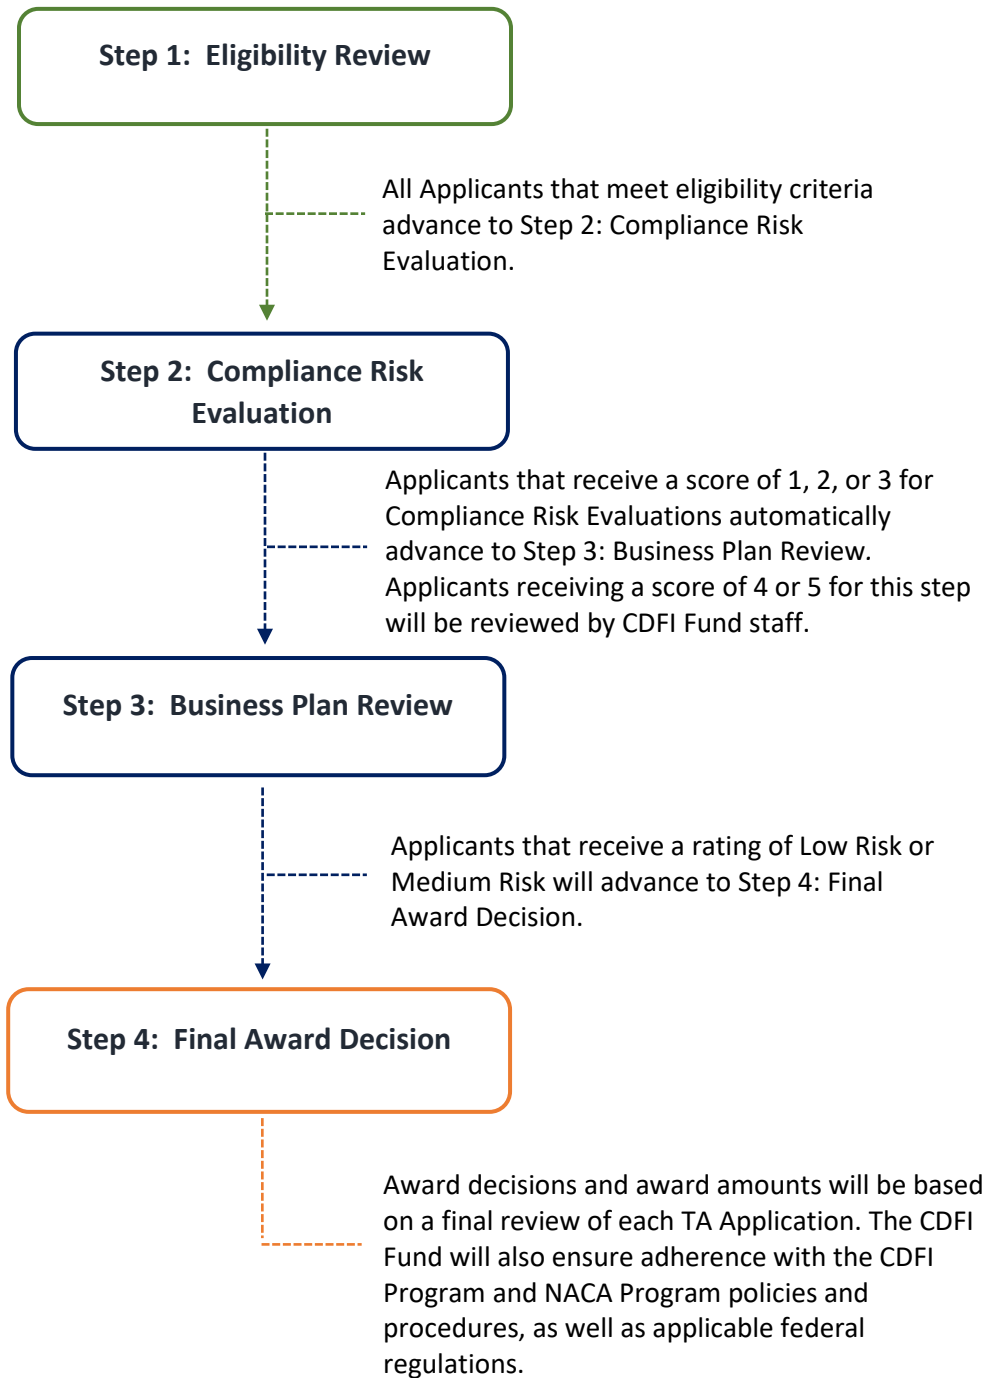 Step 1:  Eligibility Review
All Applicants that meet eligibility criteria
advance to Step 2: Compliance Risk
Evaluation.
Step 2:  Compliance Risk
Evaluation
Applicants that receive a score of 1, 2, or 3 for
Compliance Risk Evaluations automatically
advance to Step 3: Business Plan Review.
Applicants receiving a score of 4 or 5 for this step
will be reviewed by CDFI Fund staff.
Step 3:  Business Plan Review
Applicants that receive a rating of Low Risk or
Medium Risk will advance to Step 4: Final
Award Decision.
Step 4:  Final Award Decision
Award decisions and award amounts will be based
on a final review of each TA Application. The CDFI
Fund will also ensure adherence with the CDFI
Program and NACA Program policies and
procedures, as well as applicable federal
regulations.